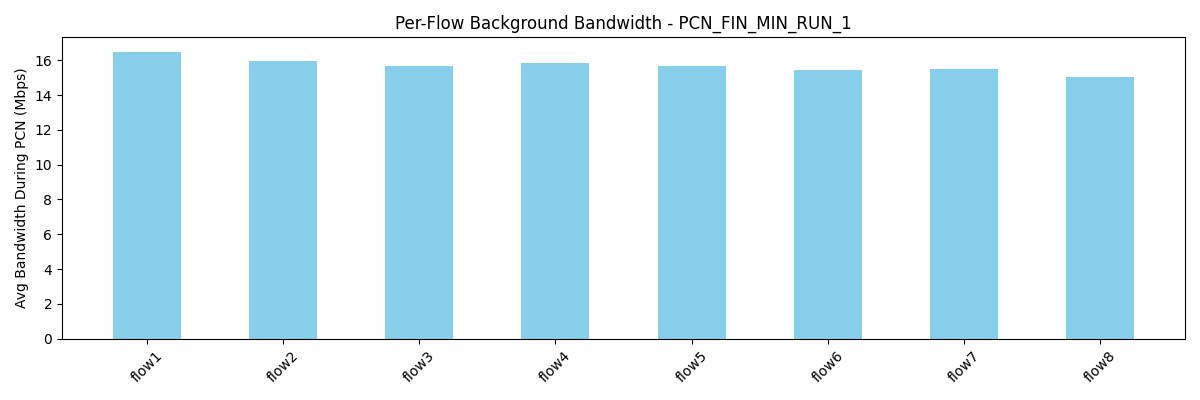 Per-Flow Background Bandwidth - PCN_FIN_MIN_RUN_1
Avg Bandwidth During PCN (Mbps)
16
14
12
10
8
6
4
2
0
flow1
flow2
flow3
flow4
flow5
flow6
flow7
flow8